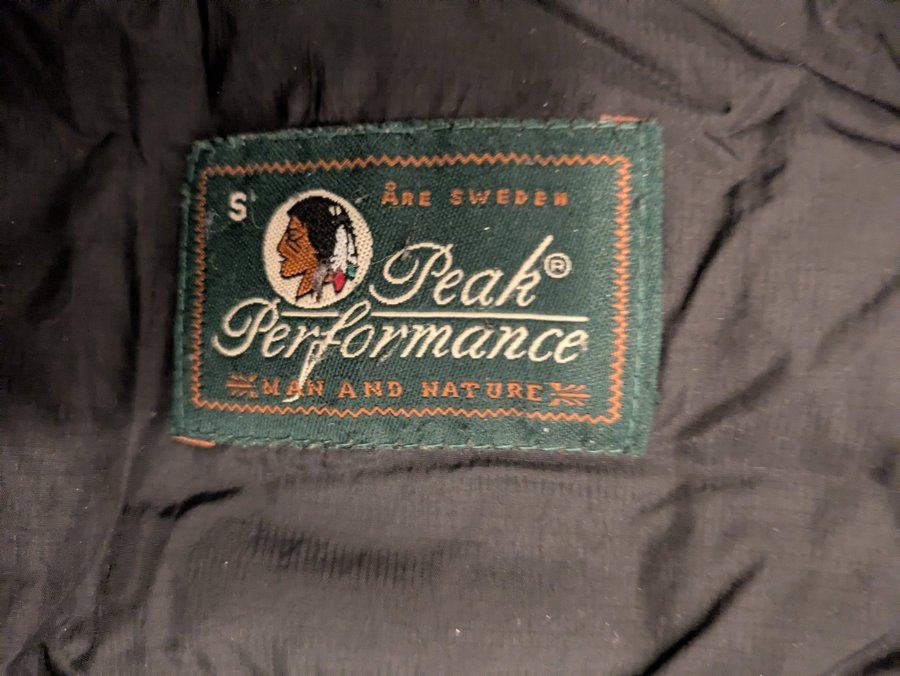 S
ÅRE SWEDEN
Peak®
Performance
MAN AND NATURE